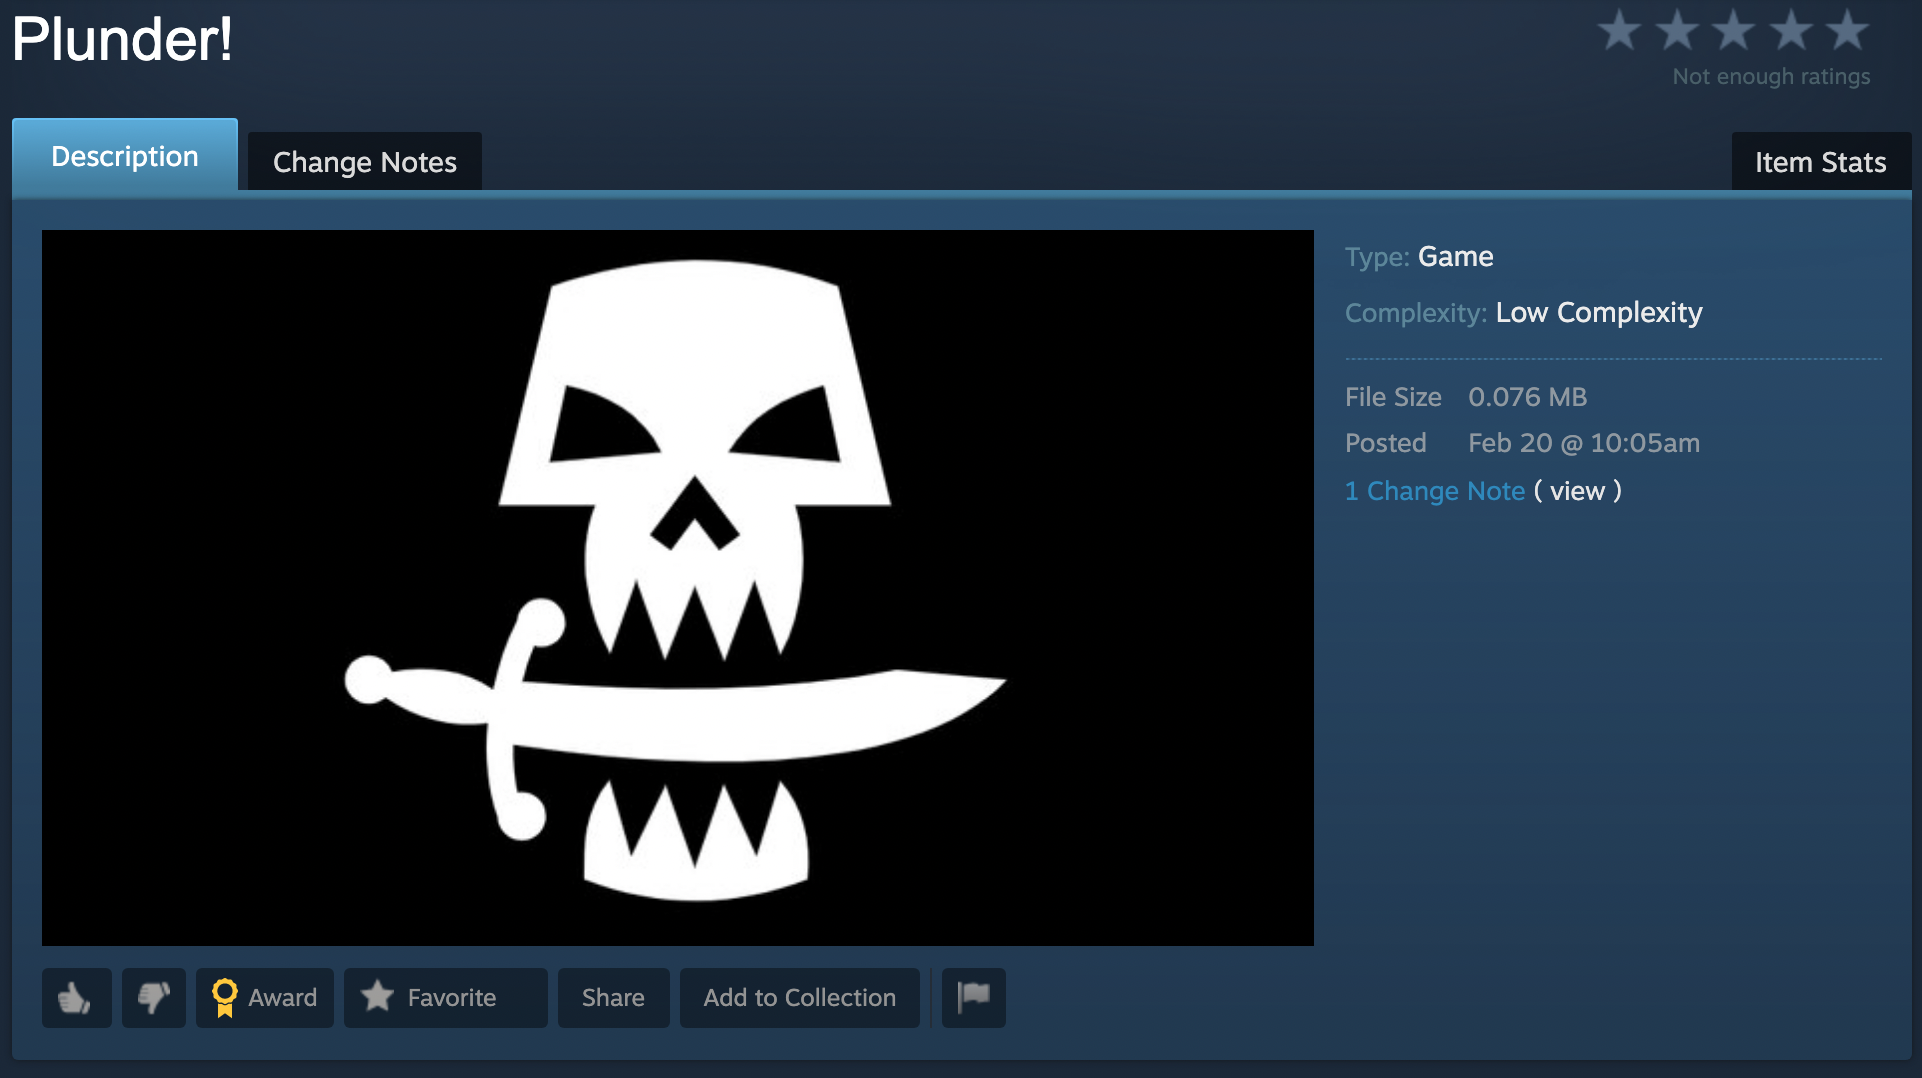 Plunder!
Not enough ratings
Description
Change Notes
Item Stats
Type: Game
Complexity: Low Complexity
File Size 0.076 MB
Posted Feb 20 @ 10:05am
1 Change Note ( view )
Award
Favorite
Share
Add to Collection